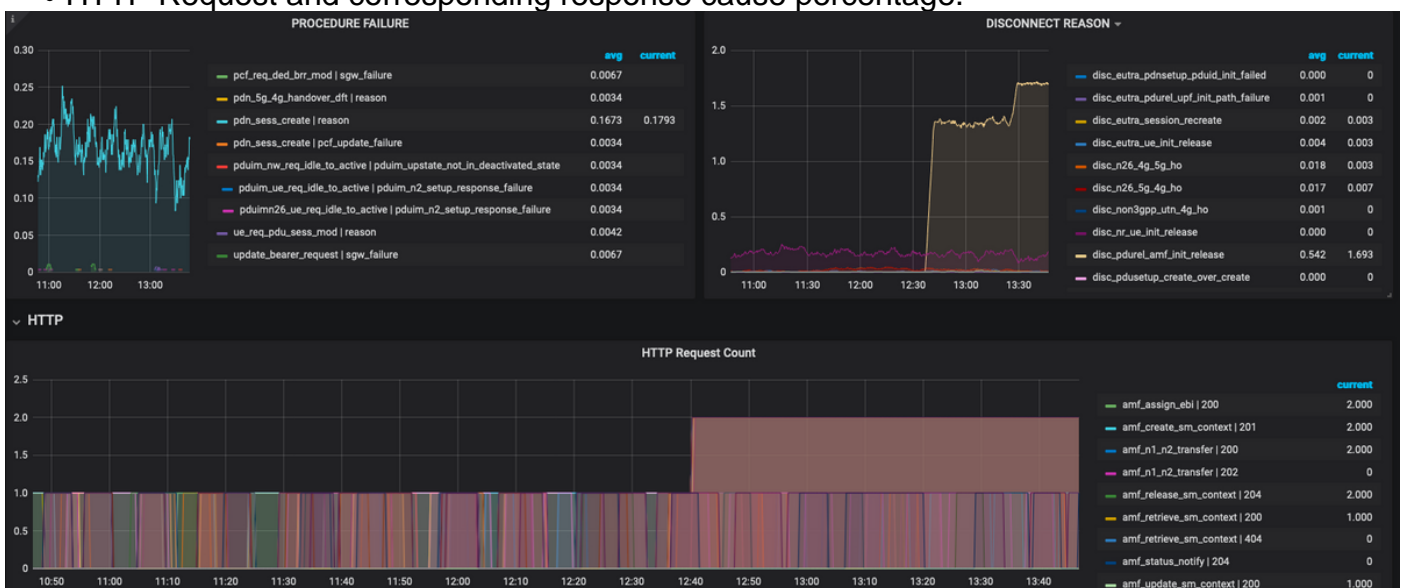 • HTTP Request and corresponding response cause percentage.
i
PROCEDURE FAILURE
0.30
0.25
0.20
0.15
0.10
0.05
0
11:00 12:00 13:00
avg current
pcf_req_ded_brr_mod | sgw_failure 0.0067
pdn_5g_4g_handover_dft | reason 0.0034
pdn_sess_create | reason 0.1673 0.1793
pdn_sess_create | pcf_update_failure 0.0034
pduim_nw_req_idle_to_active | pduim_upstate_not_in_deactivated_state 0.0034
pduim_ue_req_idle_to_active | pduim_n2_setup_response_failure 0.0034
pduimn26_ue_req_idle_to_active | pduim_n2_setup_response_failure 0.0034
ue_req_pdu_sess_mod | reason 0.0042
update_bearer_request | sgw_failure 0.0067
DISCONNECT REASON
2.0
1.5
1.0
0.5
0
11:00 11:30 12:00 12:30 13:00 13:30
avg current
disc_eutra_pdnsetup_pduid_init_failed 0.000 0
disc_eutra_pdurel_upf_init_path_failure 0.001 0
disc_eutra_session_recreate 0.002 0.003
disc_eutra_ue_init_release 0.004 0.003
disc_n26_4g_5g_ho 0.018 0.003
disc_n26_5g_4g_ho 0.017 0.007
disc_non3gpp_utn_4g_ho 0.001 0
disc_nr_ue_init_release 0.000 0
disc_pdurel_amf_init_release 0.542 1.693
disc_pdusetup_create_over_create 0.000 0
HTTP
HTTP Request Count
2.5
2.0
1.5
1.0
0.5
0
10:50 11:00 11:10 11:20 11:30 11:40 11:50 12:00 12:10 12:20 12:30 12:40 12:50 13:00 13:10 13:20 13:30 13:40
current
amf_assign_ebi | 200 2.000
amf_create_sm_context | 201 2.000
amf_n1_n2_transfer | 200 2.000
amf_n1_n2_transfer | 202 0
amf_release_sm_context | 204 2.000
amf_retrieve_sm_context | 200 1.000
amf_retrieve_sm_context | 404 0
amf_status_notify | 204 0
amf_update_sm_context | 200 1.000